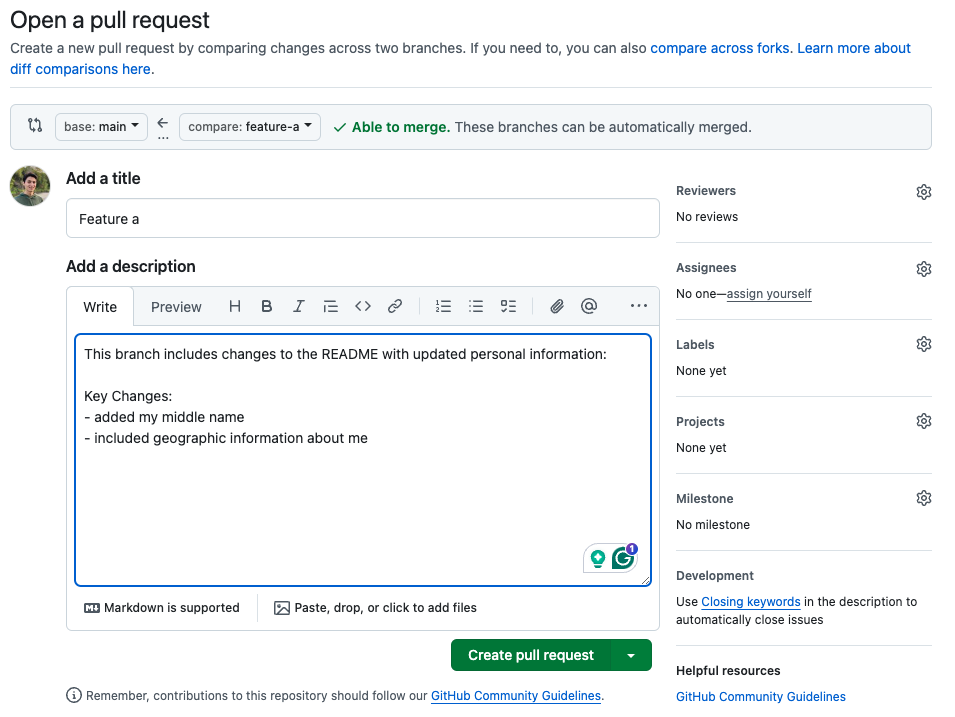 Open a pull request
Create a new pull request by comparing changes across two branches. If you need to, you can also compare across forks. Learn more about
diff comparisons here.
base: main
compare: feature-a
Able to merge. These branches can be automatically merged.
Add a title
Feature a
Add a description
Write
Preview
This branch includes changes to the README with updated personal information:
Key Changes:
- added my middle name
- included geographic information about me
1
Markdown is supported
Paste, drop, or click to add files
Create pull request
Remember, contributions to this repository should follow our GitHub Community Guidelines.
Reviewers
No reviews
Assignees
No one—assign yourself
Labels
None yet
Projects
None yet
Milestone
No milestone
Development
Use Closing keywords in the description to
automatically close issues
Helpful resources
GitHub Community Guidelines